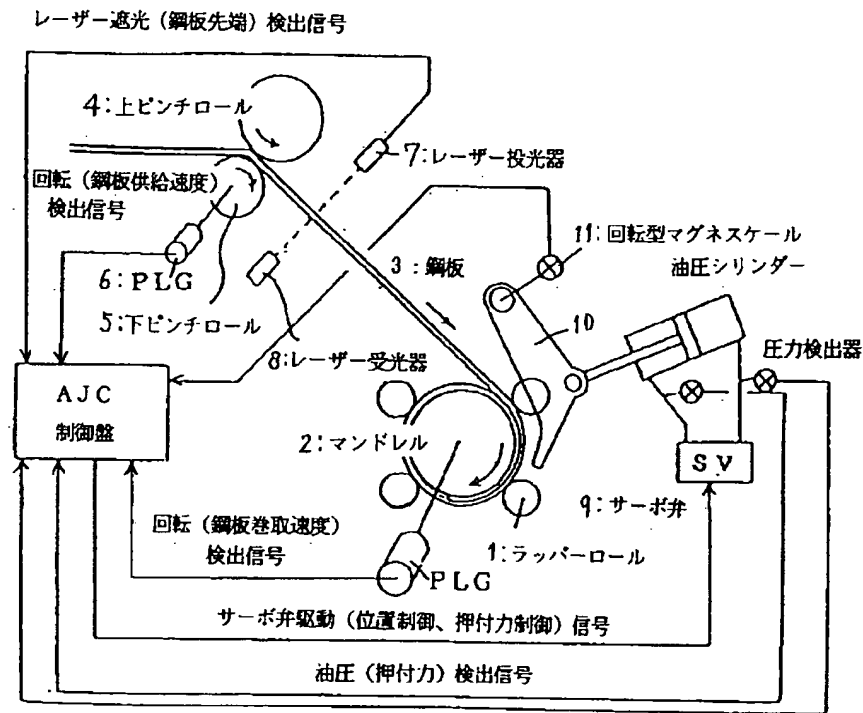 レーザー遮光(鋼板先端)検出信号
4:上ピンチロール
7:レーザー投光器
回転(鋼板供給速度)
検出信号
11:回転型マグネスケール
油圧シリンダー
3:鋼板
6:PLG
10
5:下ピンチロール
8:レーザー受光器
圧力検出器
AJC
制御盤
2:マンドレル
SV
9:サーボ弁
回転(鋼板巻取速度)
検出信号
1:ラッパーロール
PLG
サーボ弁駆動(位置制御、押付力制御)信号
油圧(押付力)検出信号